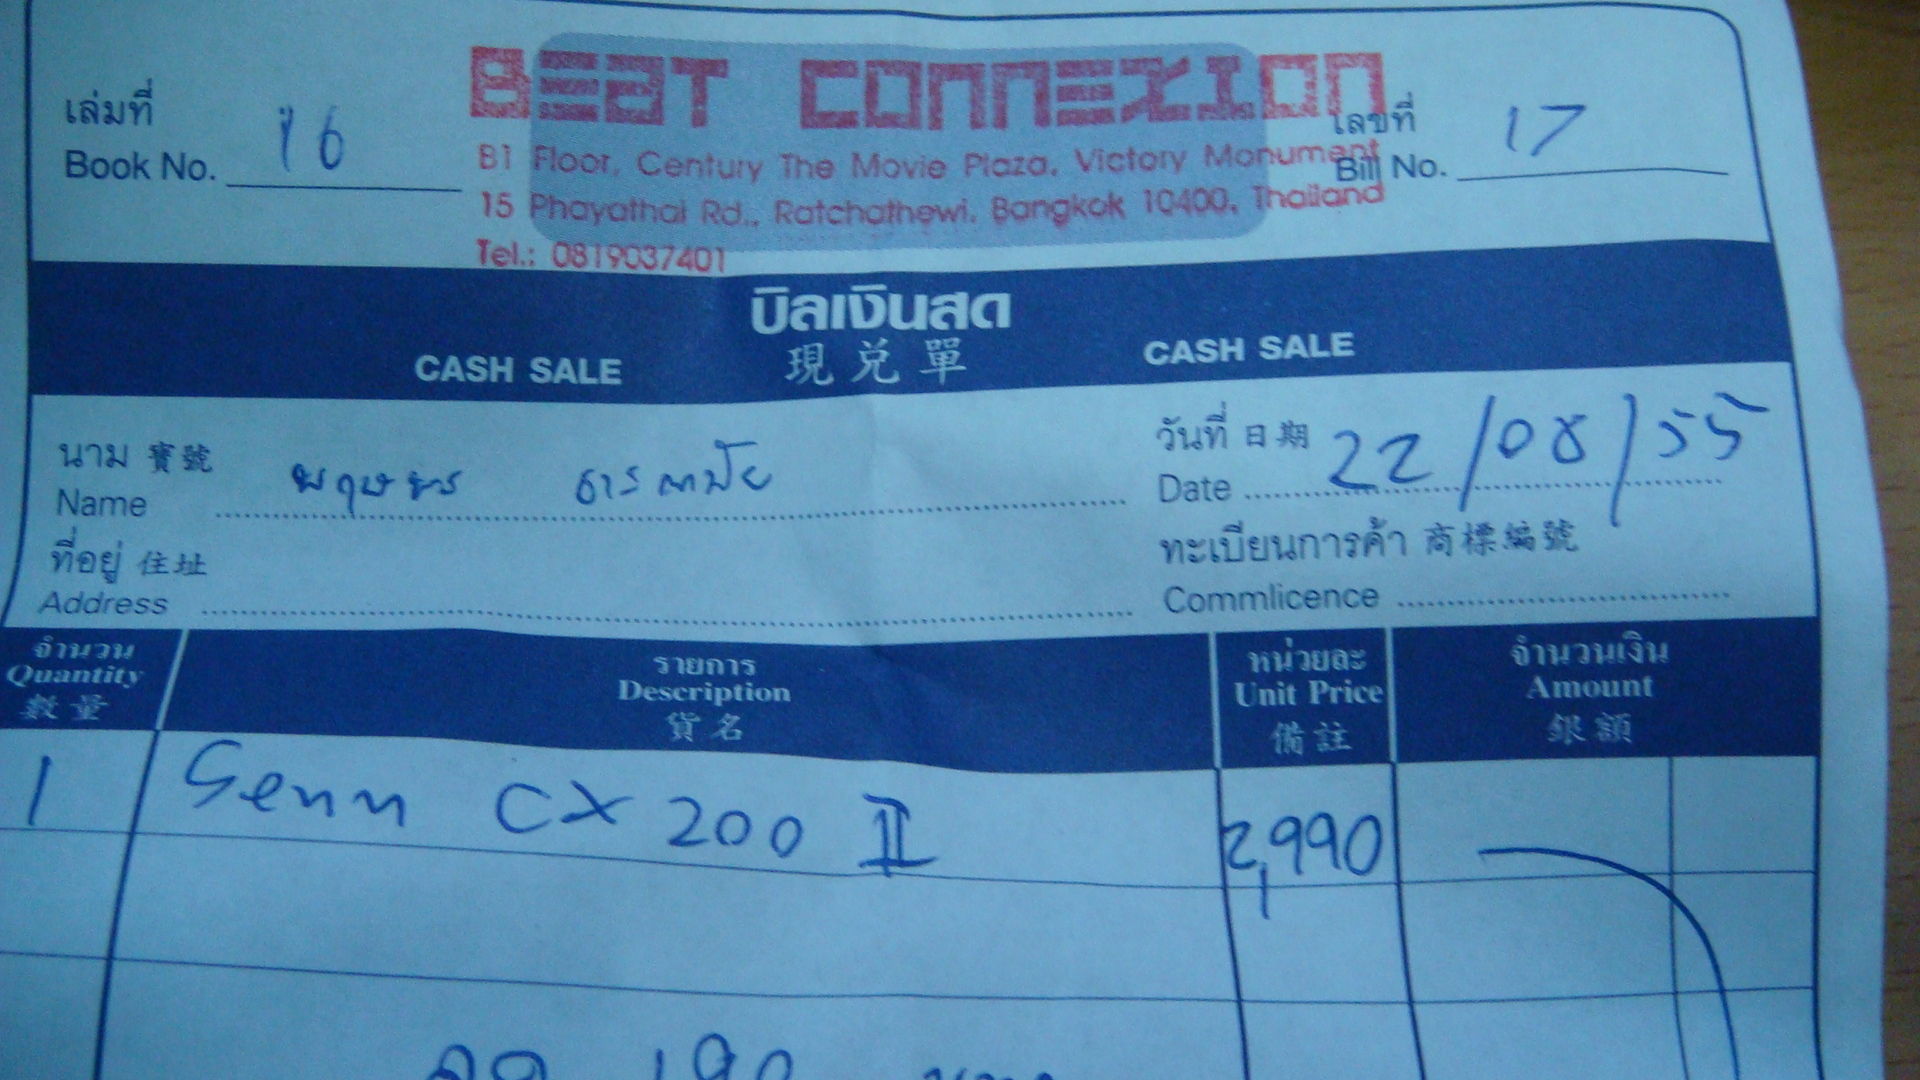 BEAT CONNEXION
เล่มที่
Book No. 16
เลขที่
Bill No. 17
B1 Floor, Century The Movie Plaza, Victory Monument
15 Phayathai Rd., Ratchathewi, Bangkok 10400, Thailand
Tel.: 0819037401
บิลเงินสด
CASH SALE 現兌單 CASH SALE
นาม 寶號
Name
วันที่ 日期
Date 22/08/55
ที่อยู่ 住址
Address
ทะเบียนการค้า 商標編號
Commlicence
จำนวน รายการ หน่วยละ จำนวนเงิน
Quantity Description Unit Price Amount
數量 貨名 備註 銀額
1 Senn CX 200 II 2,990